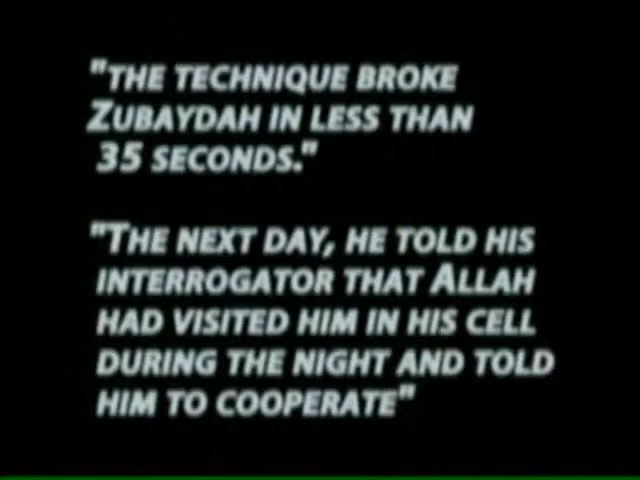 "THE TECHNIQUE BROKE
ZUBAYDAH IN LESS THAN
35 SECONDS."
"THE NEXT DAY, HE TOLD HIS
INTERROGATOR THAT ALLAH
HAD VISITED HIM IN HIS CELL
DURING THE NIGHT AND TOLD
HIM TO COOPERATE"